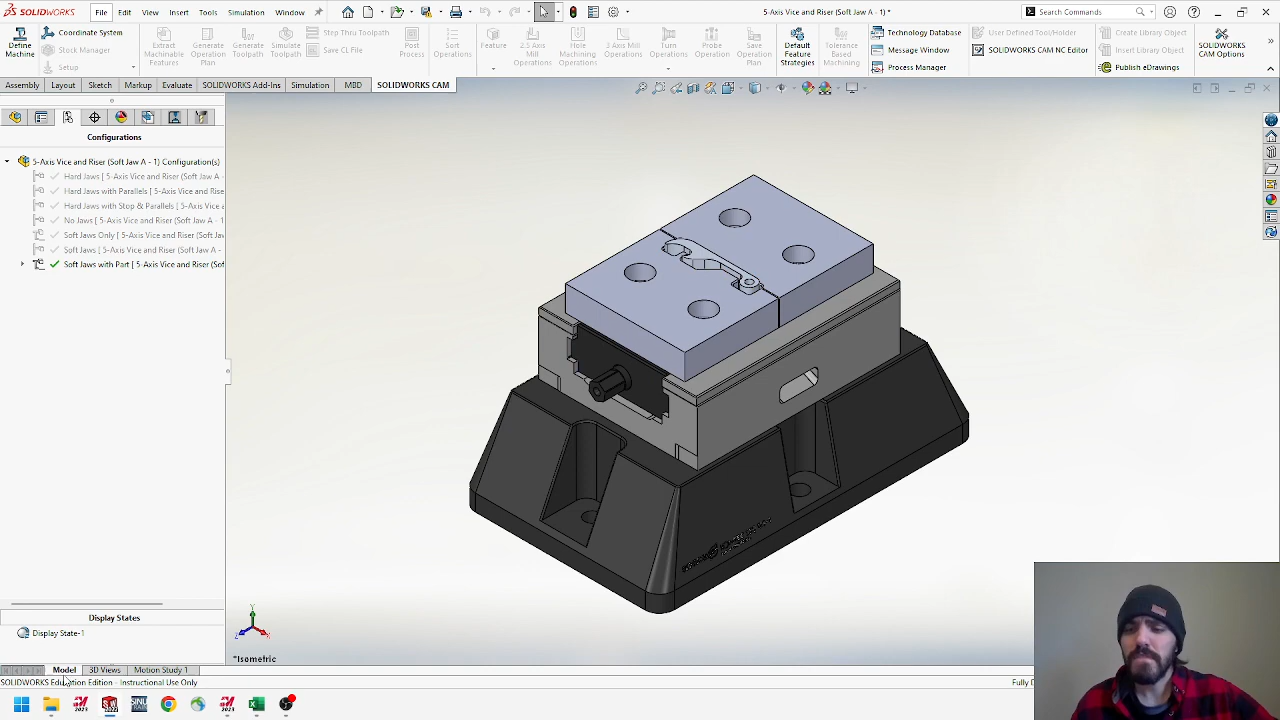 SOLIDWORKS File Edit View Insert Tools Simulation Window 5-Axis Vice and Riser (Soft Jaw A - 1) * Search Commands
Define Machine
Coordinate System
Stock Manager
Setup
Extract Machinable Features
Generate Operation Plan
Generate Toolpath
Simulate Toolpath
Step Thru Toolpath
Save CL File
Post Process
Sort Operations
Feature
2.5 Axis Mill Operations
Hole Machining Operations
3 Axis Mill Operations
Turn Operations
Probe Operation
Save Operation Plan
Default Feature Strategies
Tolerance Based Machining
Technology Database
Message Window
Process Manager
User Defined Tool/Holder
SOLIDWORKS CAM NC Editor
Create Library Object
Insert Library Object
Publish eDrawings
SOLIDWORKS CAM Options
Assembly Layout Sketch Markup Evaluate SOLIDWORKS Add-Ins Simulation MBD SOLIDWORKS CAM
Configurations
5-Axis Vice and Riser (Soft Jaw A - 1) Configuration(s)
Hard Jaws [ 5-Axis Vice and Riser (Soft Jaw A - 1
Hard Jaws with Parallels [ 5-Axis Vice and Rise
Hard Jaws with Stop & Parallels [ 5-Axis Vice a
No Jaws [ 5-Axis Vice and Riser (Soft Jaw A - 1
Soft Jaws Only [ 5-Axis Vice and Riser (Soft Jaw
Soft Jaws [ 5-Axis Vice and Riser (Soft Jaw A -
Soft Jaws with Part [ 5-Axis Vice and Riser (Sof
Display States
Display State-1
Y
Z
X
*Isometric
Model 3D Views Motion Study 1
SOLIDWORKS Education Edition - Instructional Use Only Fully D
2023 2023